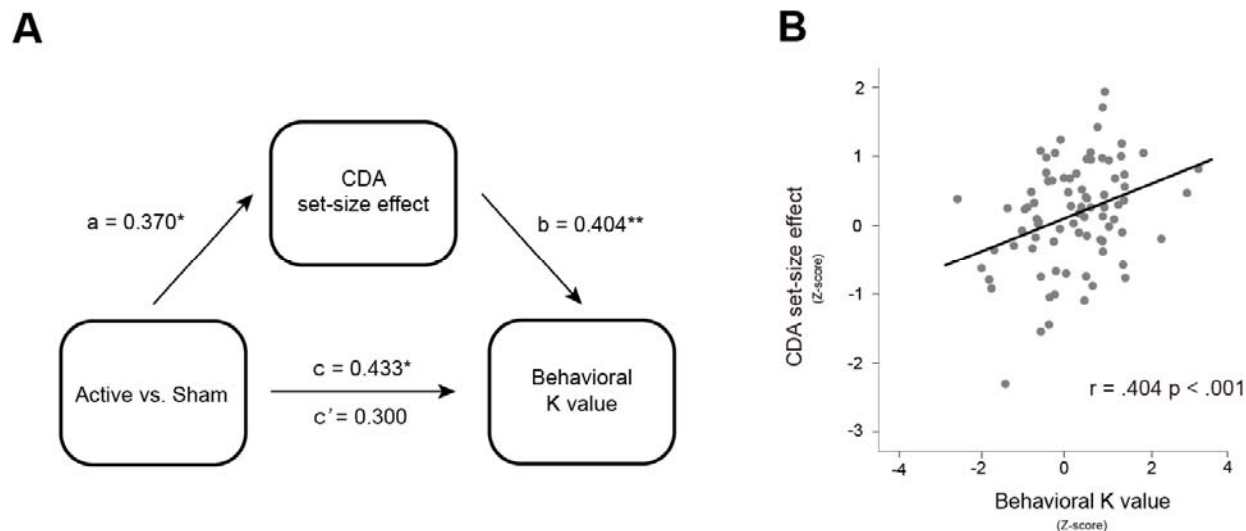 A
CDA
set-size effect
a = 0.370*
b = 0.404**
Active vs. Sham
c = 0.433*
c′ = 0.300
Behavioral
K value
B
CDA set-size effect
(Z-score)
2
1
0
-1
-2
-3
r = .404 p < .001
-4
-2
0
2
4
Behavioral K value
(Z-score)